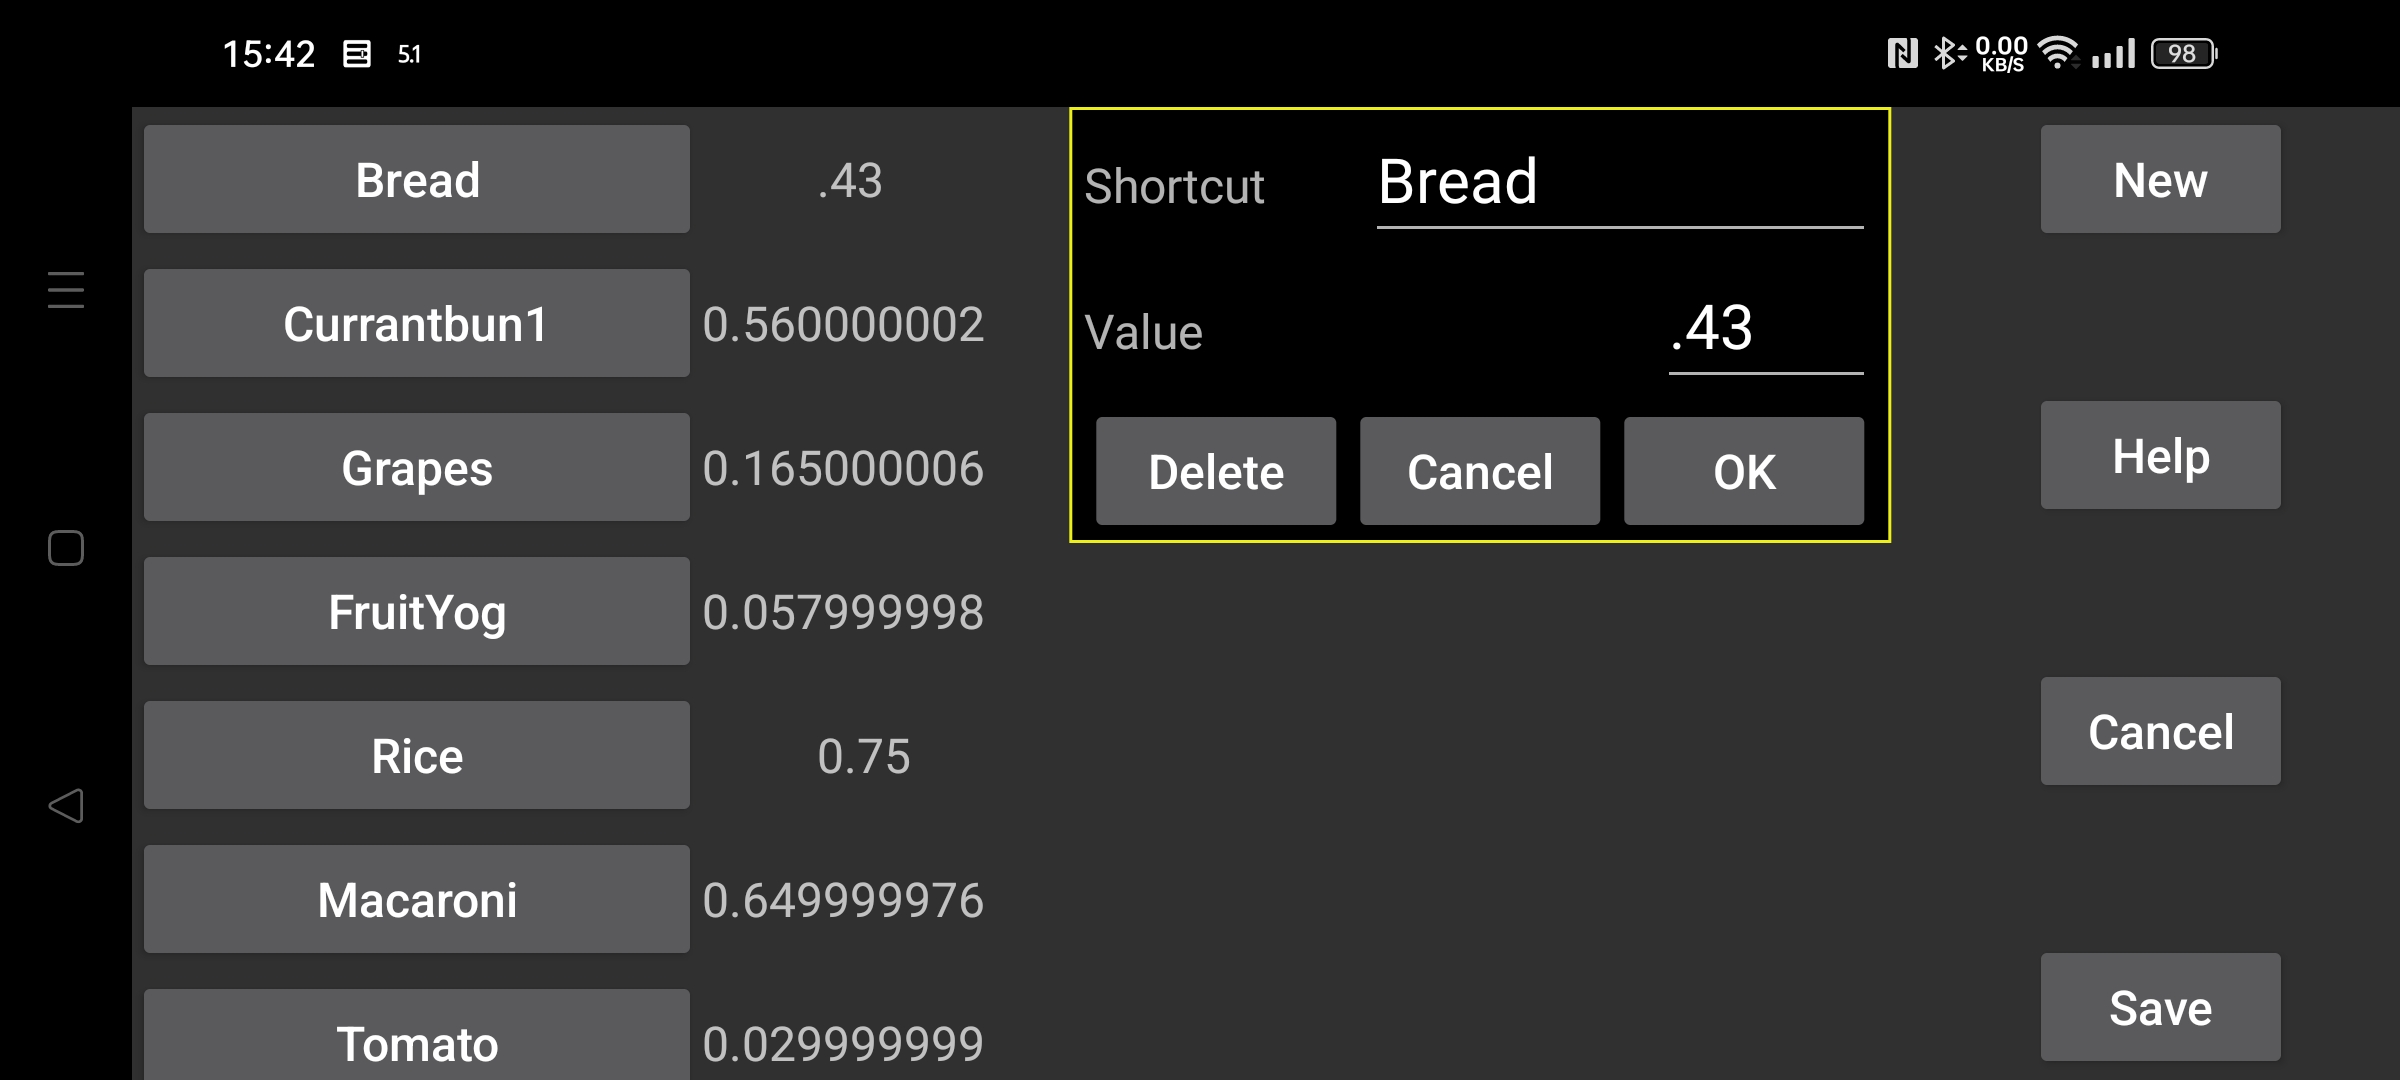 15:42 5.1 0.00 KB/S 98
Bread .43
Currantbun1 0.560000002
Grapes 0.165000006
FruitYog 0.057999998
Rice 0.75
Macaroni 0.649999976
Tomato 0.029999999
Shortcut Bread
Value .43
Delete Cancel OK
New
Help
Cancel
Save